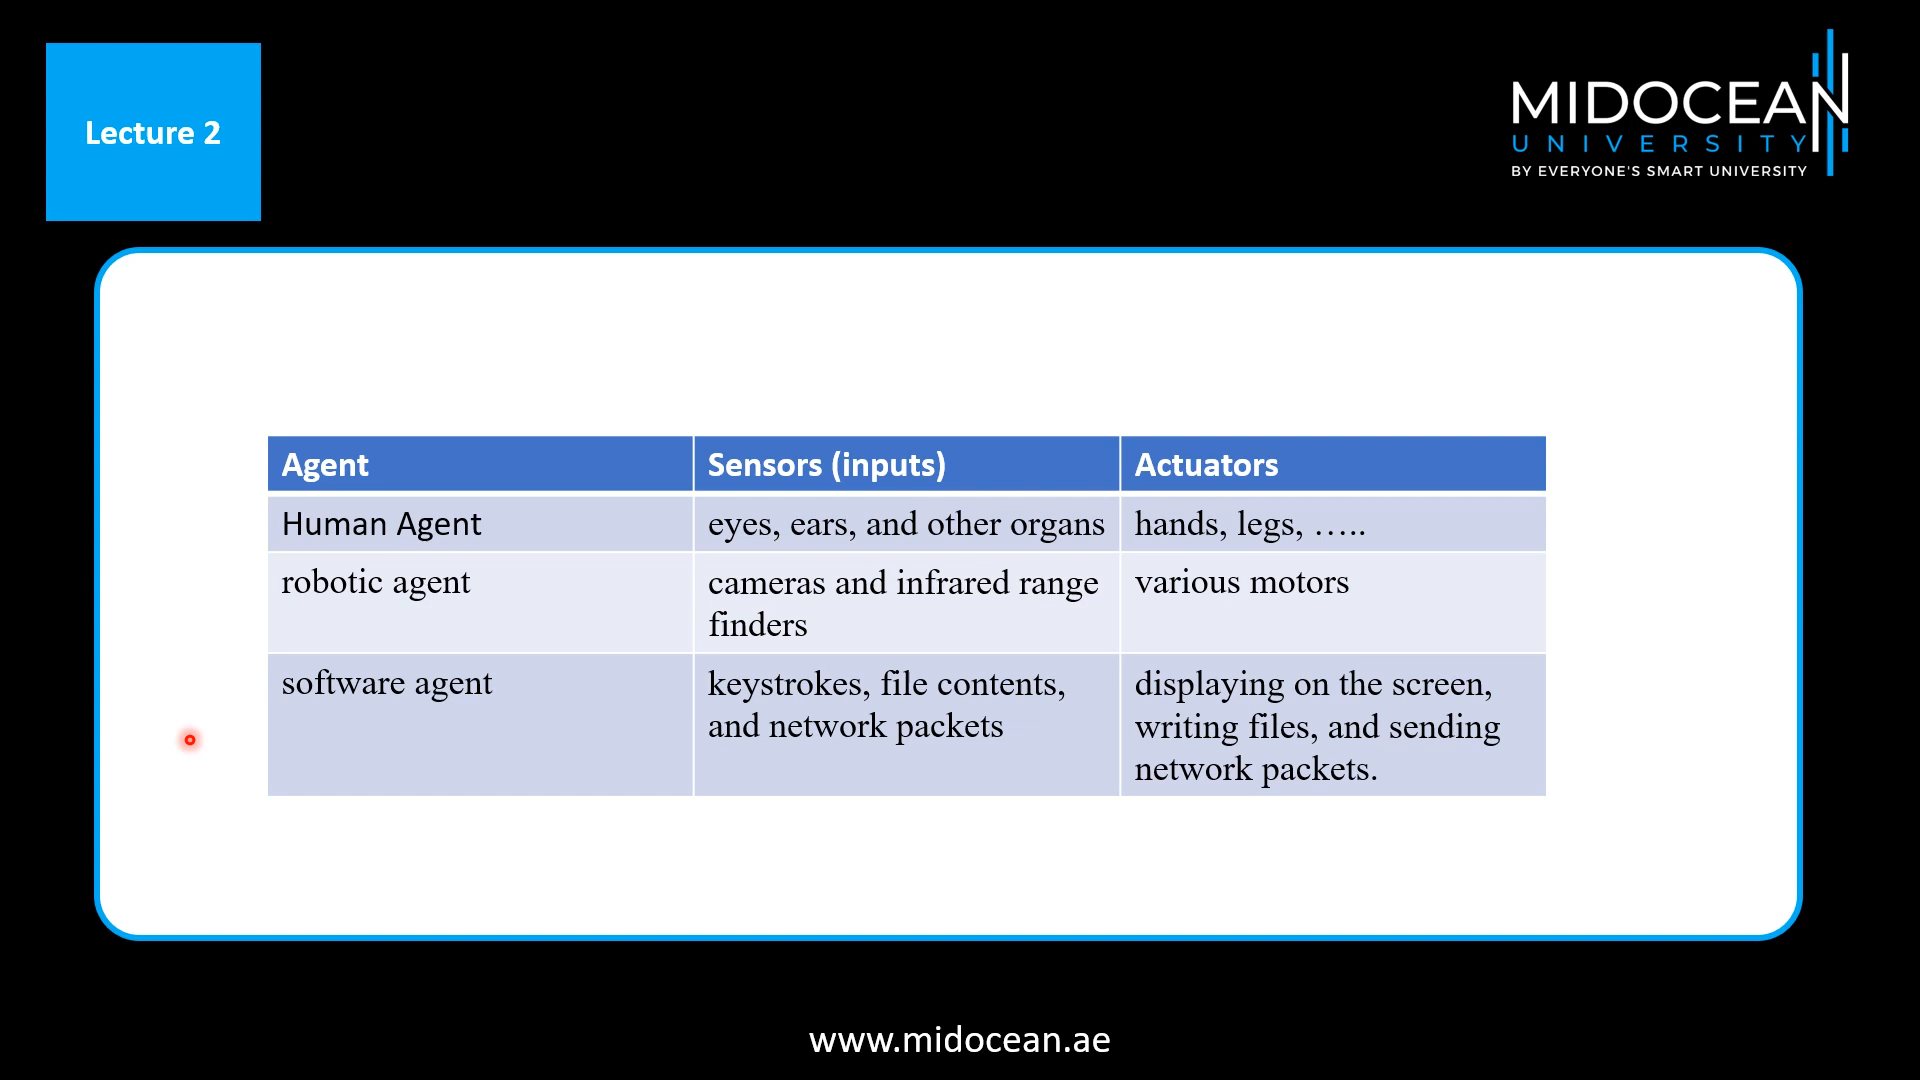 Lecture 2
MIDOCEAN
UNIVERSITY
BY EVERYONE'S SMART UNIVERSITY
Agent Sensors (inputs) Actuators
Human Agent eyes, ears, and other organs hands, legs, …..
robotic agent cameras and infrared range various motors
finders
software agent keystrokes, file contents, displaying on the screen,
and network packets writing files, and sending
network packets.
www.midocean.ae